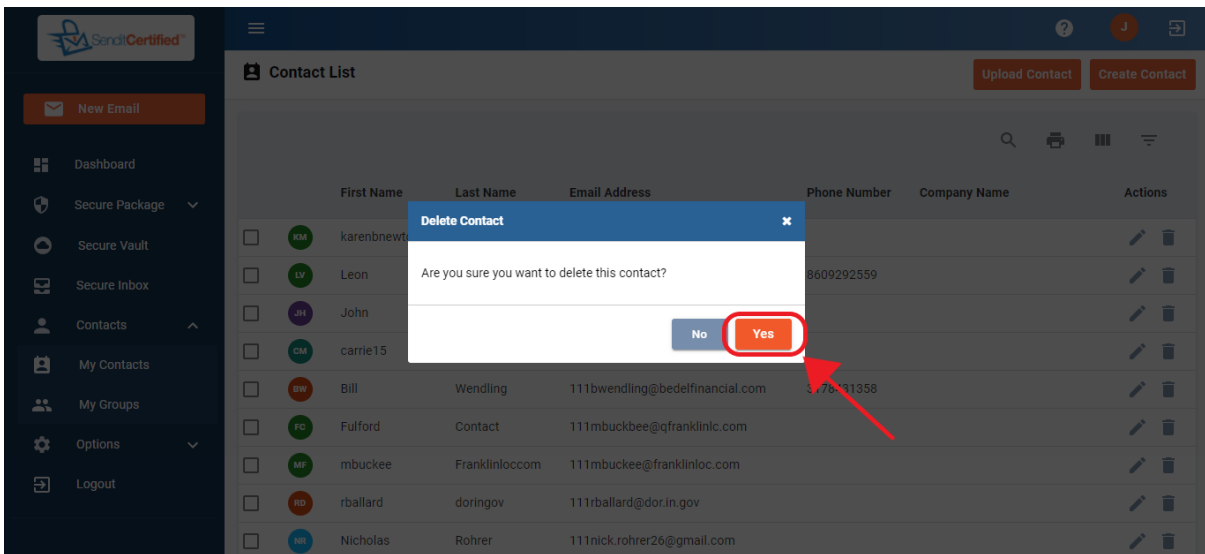 SenditCertified™
J
Contact List
Upload Contact
Create Contact
New Email
Dashboard
Secure Package
Secure Vault
Secure Inbox
Contacts
My Contacts
My Groups
Options
Logout
First Name Last Name Email Address Phone Number Company Name Actions
Delete Contact
Are you sure you want to delete this contact?
No Yes
KM
LV Leon 8609292559
JH John
CM carrie15
BW Bill Wendling 111bwendling@bedelfinancial.com
FC Fulford Contact 111mbuckbee@qfranklinlc.com
MF mbuckee Franklinloccom 111mbuckee@franklinloc.com
RD rballard doringov 111rballard@dor.in.gov
NR Nicholas Rohrer 111nick.rohrer26@gmail.com